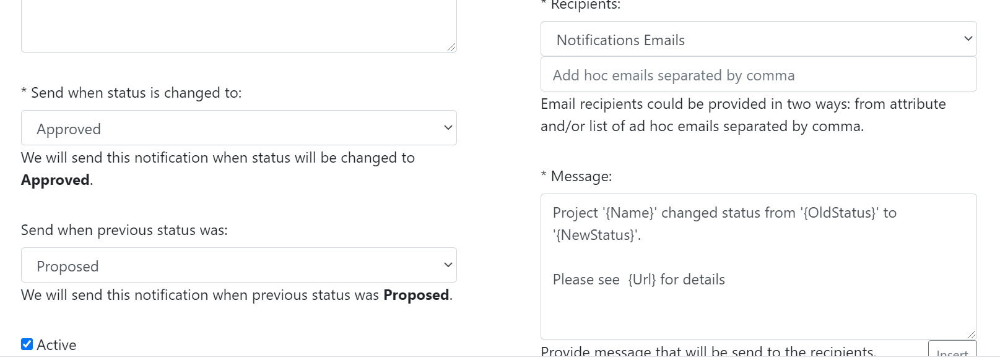 * Send when status is changed to:
Approved
We will send this notification when status will be changed to
Approved.
Send when previous status was:
Proposed
We will send this notification when previous status was Proposed.
Active
* Recipients:
Notifications Emails
Add hoc emails separated by comma
Email recipients could be provided in two ways: from attribute
and/or list of ad hoc emails separated by comma.
* Message:
Project '{Name}' changed status from '{OldStatus}' to
'{NewStatus}'.
Please see  {Url} for details
Provide message that will be send to the recipients.
Insert